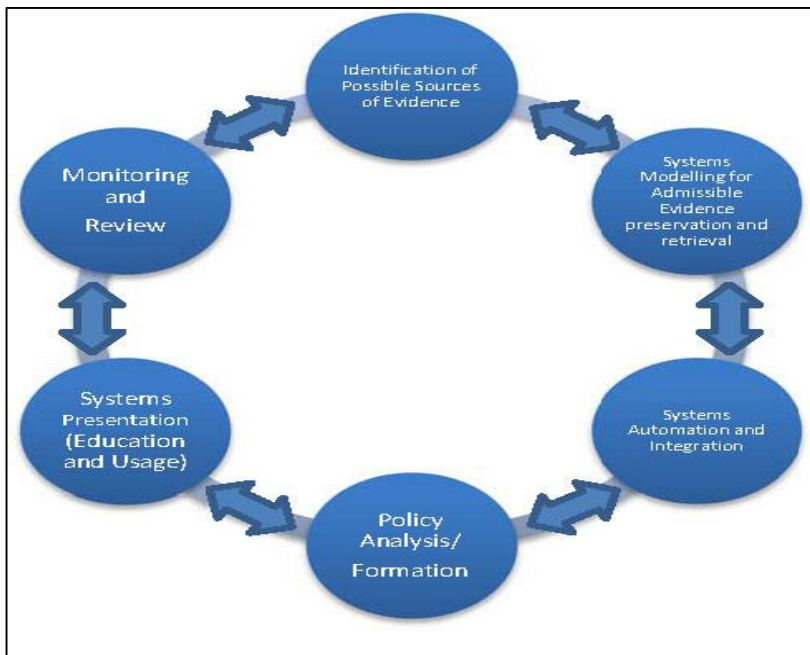 Identification of
Possible Sources
of Evidence
Systems
Modelling for
Admissible
Evidence
preservation and
retrieval
Systems
Automation and
Integration
Policy
Analysis/
Formation
Systems
Presentation
(Education
and Usage)
Monitoring
and
Review